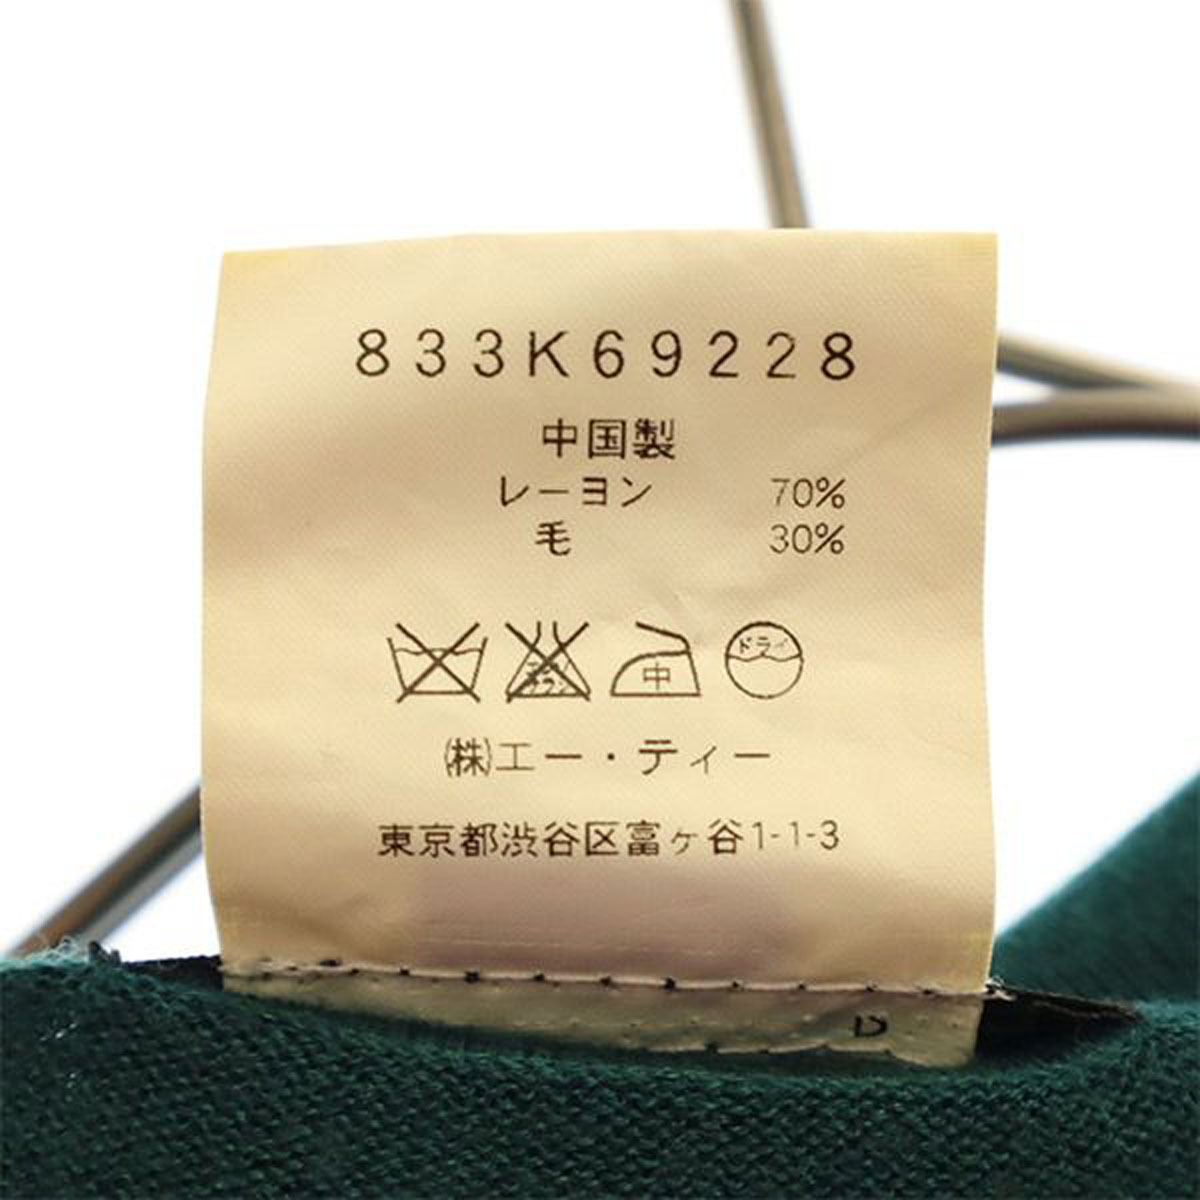 833K69228
中国製
レーヨン 70%
毛 30%
中 ドライ
㈱エー・ティー
東京都渋谷区富ヶ谷1-1-3